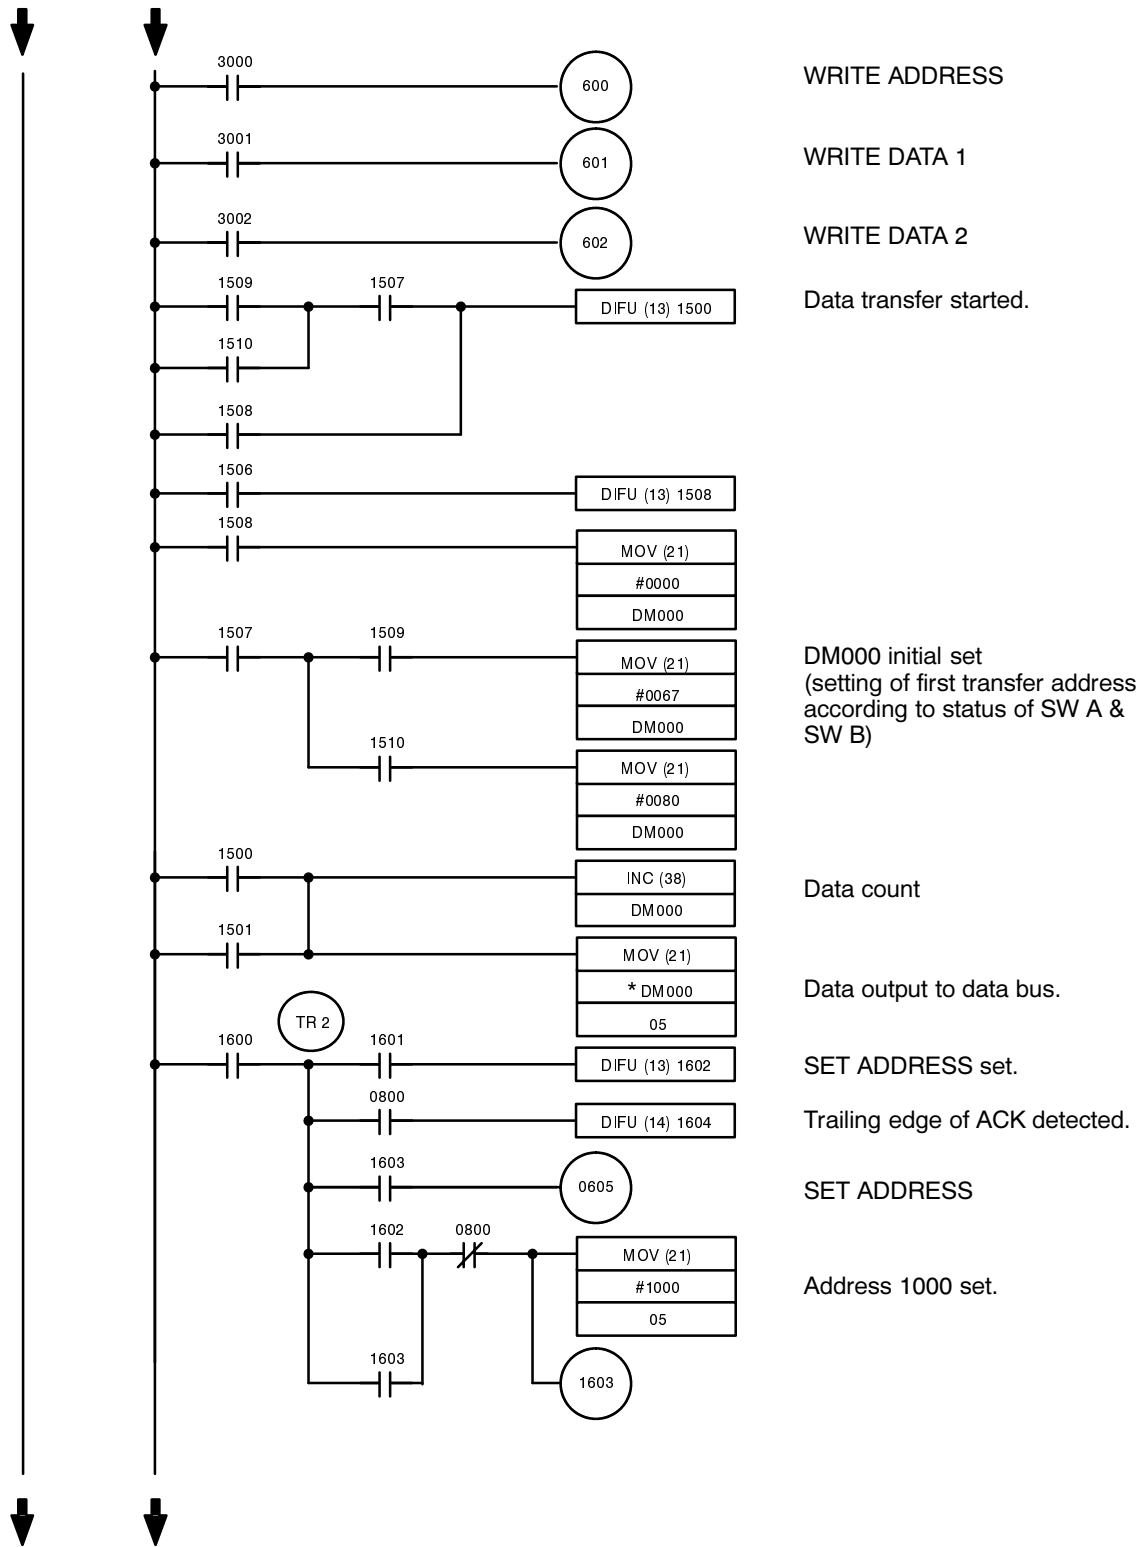 3000
600
WRITE ADDRESS
3001
601
WRITE DATA 1
3002
602
WRITE DATA 2
1509
1507
DIFU (13) 1500
Data transfer started.
1510
1508
1506
DIFU (13) 1508
1508
MOV (21)
#0000
DM000
1507
1509
MOV (21)
#0067
DM000
DM000 initial set
(setting of first transfer address
according to status of SW A &
SW B)
1510
MOV (21)
#0080
DM000
1500
INC (38)
DM000
Data count
1501
MOV (21)
* DM000
05
Data output to data bus.
TR 2
1600
1601
DIFU (13) 1602
SET ADDRESS set.
0800
DIFU (14) 1604
Trailing edge of ACK detected.
1603
0605
SET ADDRESS
1602
0800
MOV (21)
#1000
05
Address 1000 set.
1603
1603